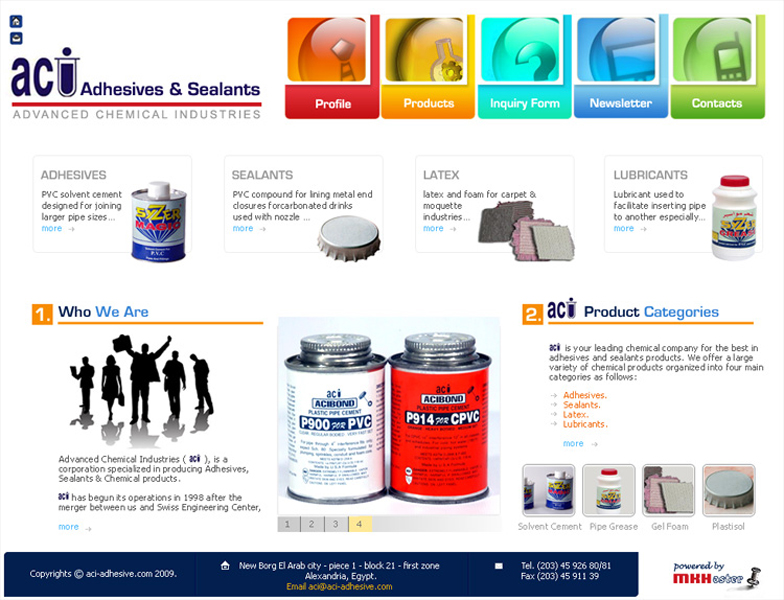 aci Adhesives & Sealants
ADVANCED CHEMICAL INDUSTRIES
Profile
Products
Inquiry Form
Newsletter
Contacts
ADHESIVES
PVC solvent cement
designed for joining
larger pipe sizes...
more
SYZER
MAGIC
P.V.C
SEALANTS
PVC compound for lining metal end
closures forcarbonated drinks
used with nozzle ...
more
LATEX
latex and foam for carpet &
moquette
industries...
more
LUBRICANTS
Lubricant used to
facilitate inserting pipe
to another especially...
more
SYZER
1. Who We Are
Advanced Chemical Industries ( aci ), is a
corporation specialized in producing Adhesives,
Sealants & Chemical products.
aci has begun its operations in 1998 after the
merger between us and Swiss Engineering Center,
more
aci
ACIBOND
PLASTIC PIPE CEMENT
P900 FOR PVC
aci
ACIBOND
PLASTIC PIPE CEMENT
P914 FOR CPVC
1 2 3 4
2. aci Product Categories
aci is your leading chemical company for the best in
adhesives and sealants products. We offer a large
variety of chemical products organized into four main
categories as follows:
Adhesives.
Sealants.
Latex.
Lubricants.
more
Solvent Cement
Pipe Grease
Gel Foam
Plastisol
Copyrights © aci-adhesive.com 2009.
New Borg El Arab city - piece 1 - block 21 - first zone
Alexandria, Egypt.
Email aci@aci-adhesive.com
Tel. (203) 45 926 80/81
Fax (203) 45 911 39
powered by
MHHaster